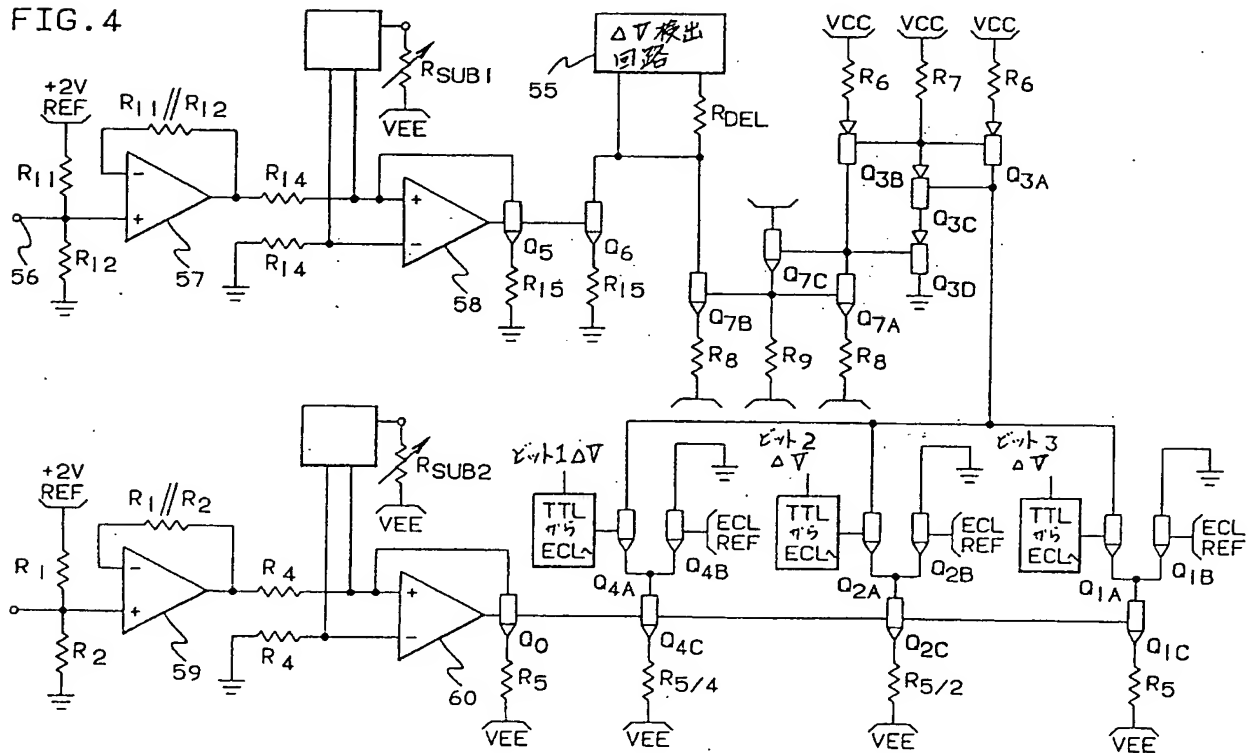 FIG.4
+2V
REF
R11
R11//R12
56
R12
57
R14
R14
RSUB1
VEE
58
Q5
R15
Q6
R15
ΔV検出
回路
55
RDEL
VCC
VCC
VCC
R6
R7
R6
Q3B
Q3A
Q3C
Q3D
Q7C
Q7B
Q7A
R8
R9
R8
+2V
REF
R1
R1//R2
R2
59
R4
R4
RSUB2
VEE
60
Q0
R5
VEE
ビット1 ΔV
TTL
から
ECLへ
Q4A
Q4B
ECL
REF
Q4C
R5/4
VEE
ビット2
ΔV
TTL
から
ECLへ
Q2A
Q2B
ECL
REF
Q2C
R5/2
VEE
ビット3
ΔV
TTL
から
ECLへ
Q1A
Q1B
ECL
REF
Q1C
R5
VEE